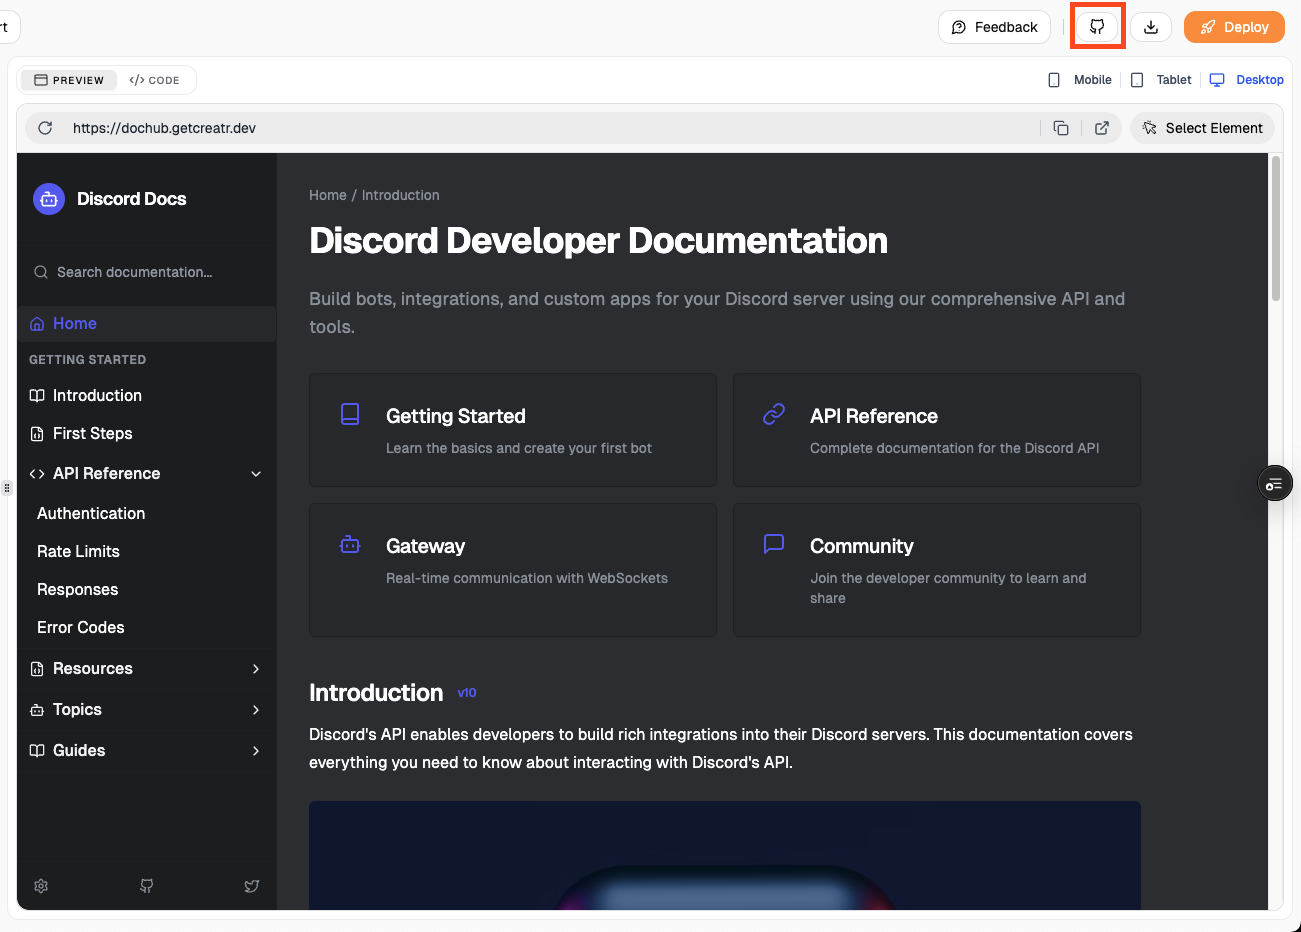 rt
Feedback
Deploy
PREVIEW
</> CODE
Mobile
Tablet
Desktop
https://dochub.getcreatr.dev
Select Element
Discord Docs
Search documentation...
Home
GETTING STARTED
Introduction
First Steps
API Reference
Authentication
Rate Limits
Responses
Error Codes
Resources
Topics
Guides
Home / Introduction
Discord Developer Documentation
Build bots, integrations, and custom apps for your Discord server using our comprehensive API and
tools.
Getting Started
Learn the basics and create your first bot
API Reference
Complete documentation for the Discord API
Gateway
Real-time communication with WebSockets
Community
Join the developer community to learn and
share
Introduction v10
Discord's API enables developers to build rich integrations into their Discord servers. This documentation covers
everything you need to know about interacting with Discord's API.